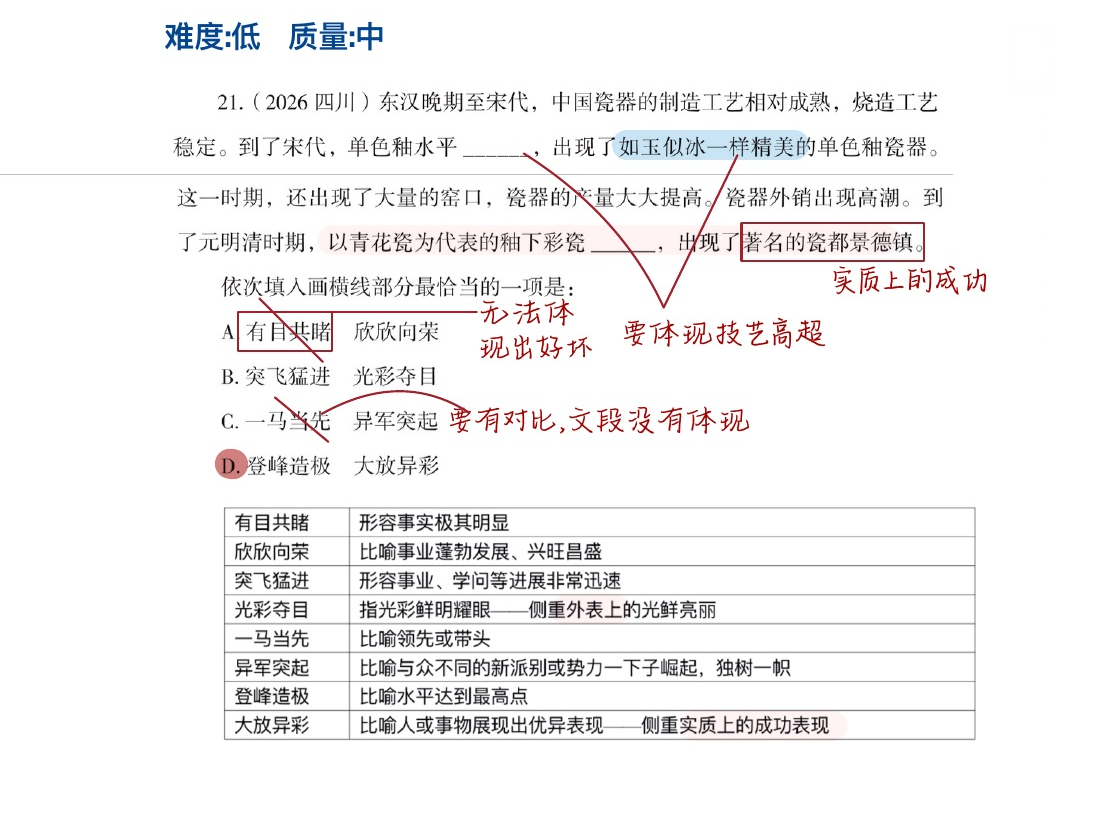 难度:低　质量:中
21.（2026 四川）东汉晚期至宋代，中国瓷器的制造工艺相对成熟，烧造工艺
稳定。到了宋代，单色釉水平 ______，出现了如玉似冰一样精美的单色釉瓷器。
这一时期，还出现了大量的窑口，瓷器的产量大大提高。瓷器外销出现高潮。到
了元明清时期，以青花瓷为代表的釉下彩瓷 ______，出现了著名的瓷都景德镇。
实质上的成功
依次填入画横线部分最恰当的一项是：
无法体
现出好坏
要体现技艺高超
A 有目共睹　欣欣向荣
B. 突飞猛进　光彩夺目
C. 一马当先　异军突起
要有对比,文段没有体现
D. 登峰造极　大放异彩
有目共睹　形容事实极其明显
欣欣向荣　比喻事业蓬勃发展、兴旺昌盛
突飞猛进　形容事业、学问等进展非常迅速
光彩夺目　指光彩鲜明耀眼——侧重外表上的光鲜亮丽
一马当先　比喻领先或带头
异军突起　比喻与众不同的新派别或势力一下子崛起，独树一帜
登峰造极　比喻水平达到最高点
大放异彩　比喻人或事物展现出优异表现——侧重实质上的成功表现